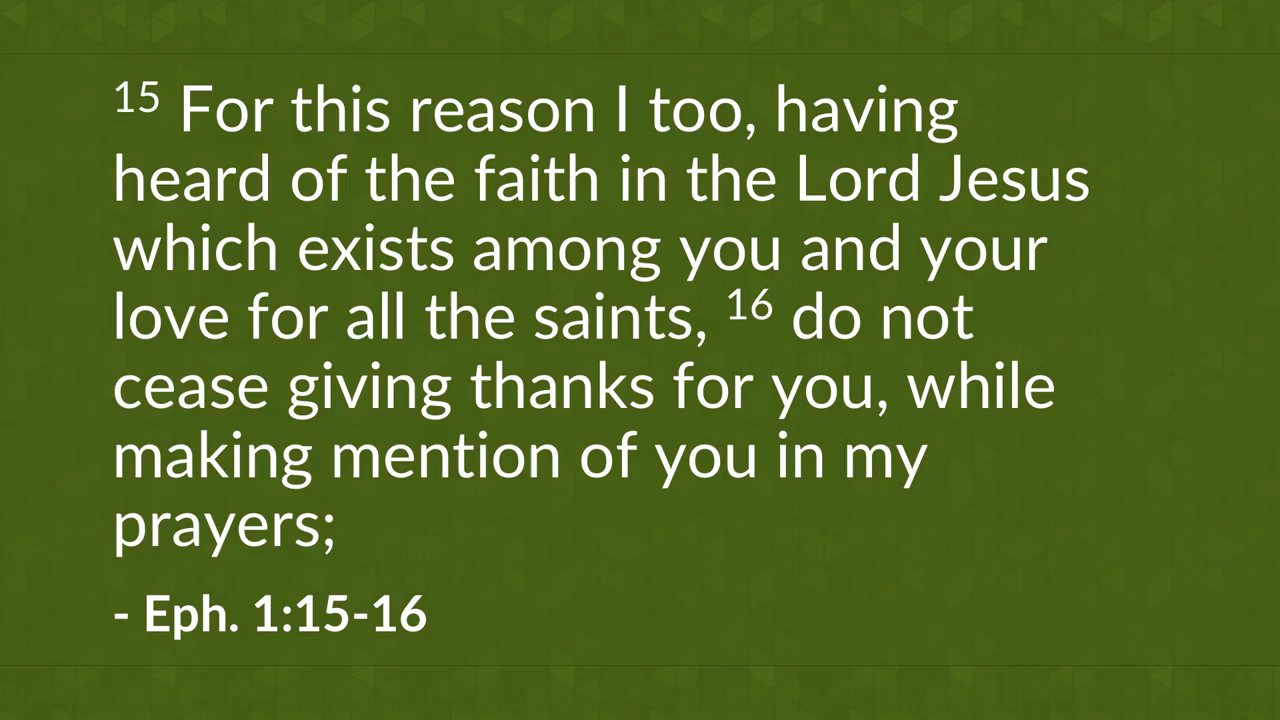 15 For this reason I too, having
heard of the faith in the Lord Jesus
which exists among you and your
love for all the saints, 16 do not
cease giving thanks for you, while
making mention of you in my
prayers;
- Eph. 1:15-16